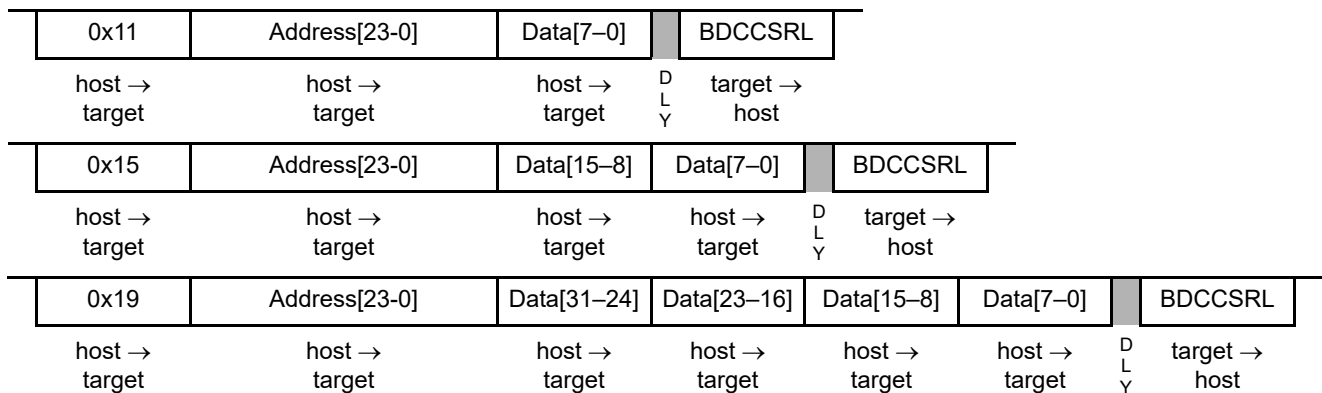 0x11 Address[23-0] Data[7–0] BDCCSRL
host → host → host → D target →
target target target L host
Y
0x15 Address[23-0] Data[15–8] Data[7–0] BDCCSRL
host → host → host → host → D target →
target target target target L host
Y
0x19 Address[23-0] Data[31–24] Data[23–16] Data[15–8] Data[7–0] BDCCSRL
host → host → host → host → host → host → D target →
target target target target target target L host
Y